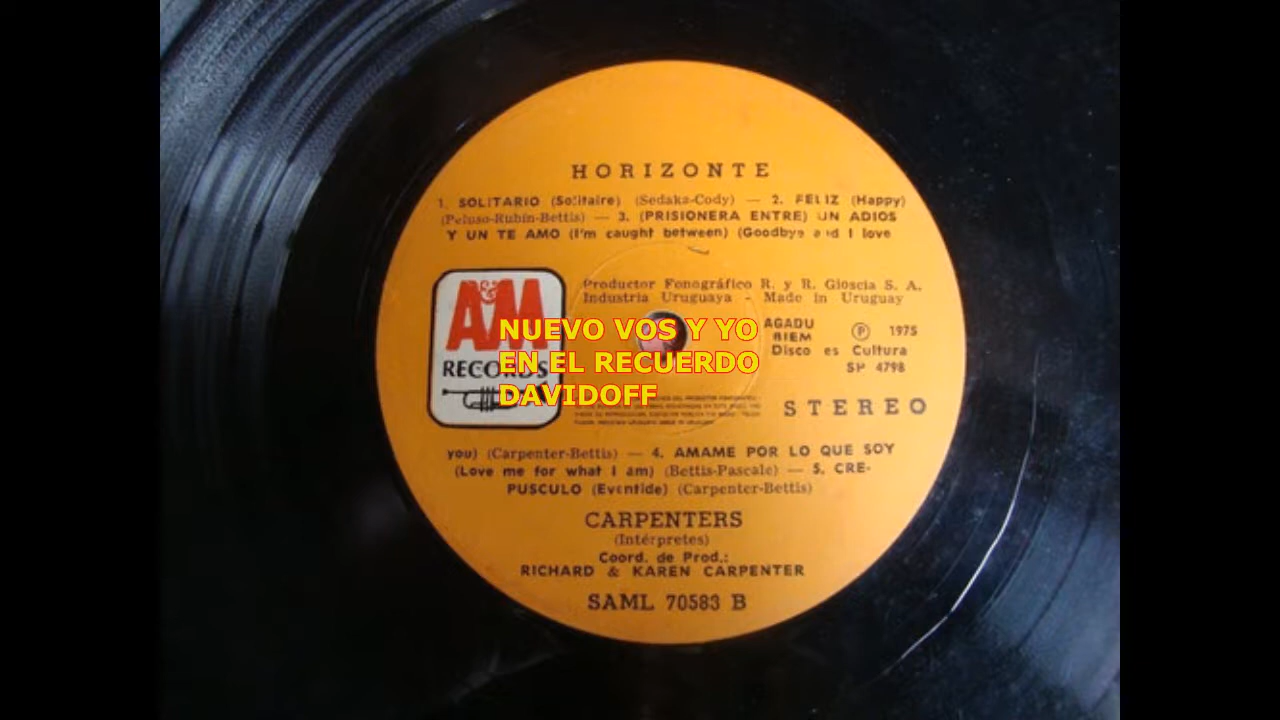 HORIZONTE
1. SOLITARIO (Solitaire) (Sedaka-Cody) — 2. FELIZ (Happy)
(Peluso-Rubin-Bettis) — 3. (PRISIONERA ENTRE) UN ADIOS
Y UN TE AMO (I'm caught between) (Goodbye and I love
A&M
RECORDS
Productor Fonográfico R. y R. Gioscia S. A.
Industria Uruguaya - Made in Uruguay
AGADU
BIEM
Ⓟ 1975
Disco es Cultura
SP 4798
NUEVO VOS Y YO
EN EL RECUERDO
DAVIDOFF
STEREO
you) (Carpenter-Bettis) — 4. AMAME POR LO QUE SOY
(Love me for what I am) (Bettis-Pascale) — 5. CRE-
PUSCULO (Eventide) (Carpenter-Bettis)
CARPENTERS
(Intérpretes)
Coord. de Prod.:
RICHARD & KAREN CARPENTER
SAML 70583 B